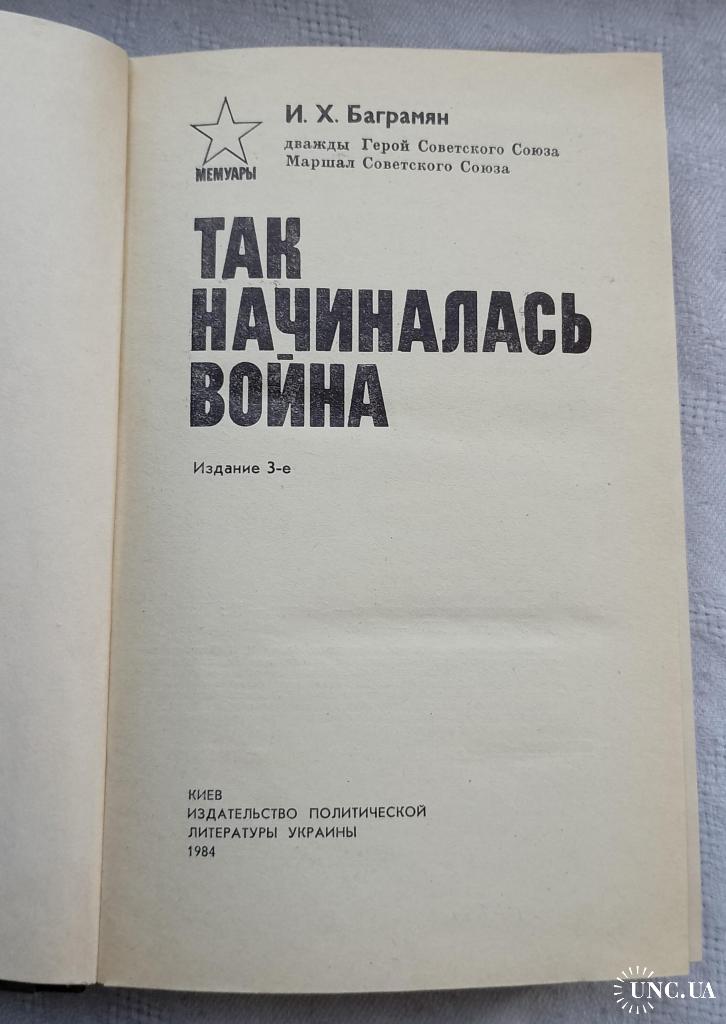 И. Х. Баграмян
дважды Герой Советского Союза
Маршал Советского Союза
МЕМУАРЫ
ТАК
НАЧИНАЛАСЬ
ВОЙНА
Издание 3-е
КИЕВ
ИЗДАТЕЛЬСТВО ПОЛИТИЧЕСКОЙ
ЛИТЕРАТУРЫ УКРАИНЫ
1984
UNC.UA